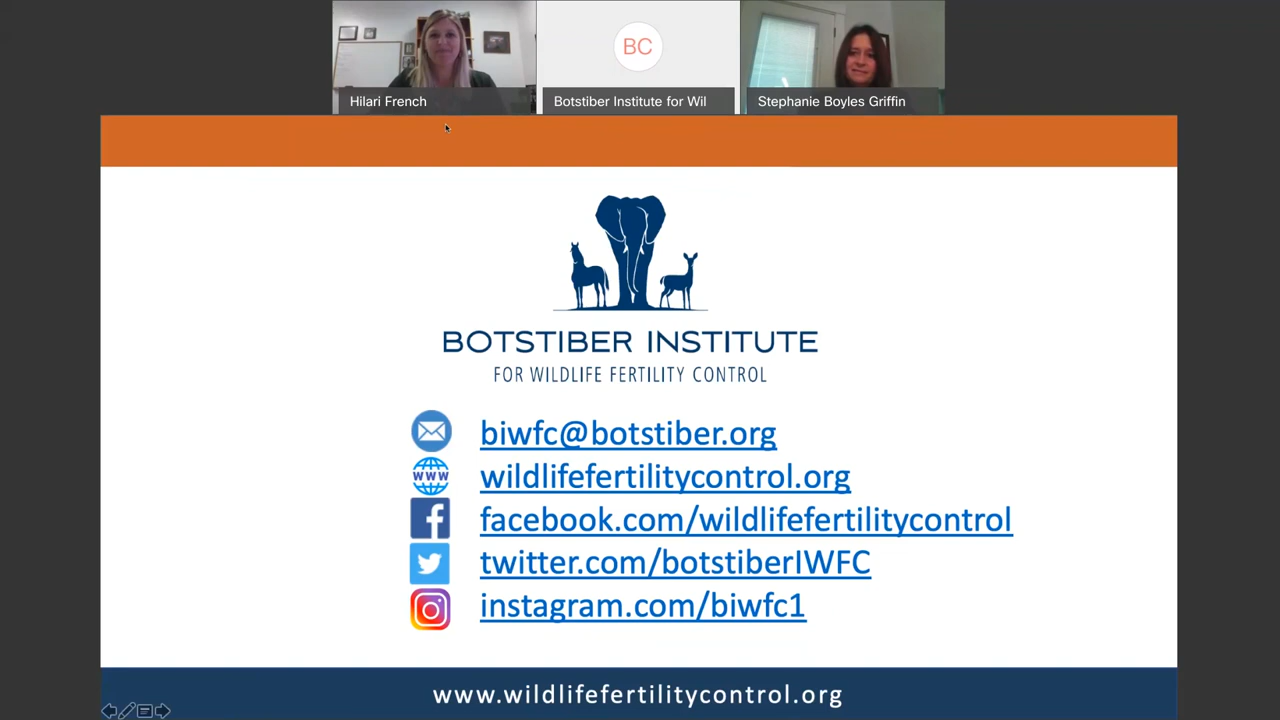 BC
Hilari French
Botstiber Institute for Wil
Stephanie Boyles Griffin
BOTSTIBER INSTITUTE
FOR WILDLIFE FERTILITY CONTROL
biwfc@botstiber.org
www
wildlifefertilitycontrol.org
facebook.com/wildlifefertilitycontrol
twitter.com/botstiberIWFC
instagram.com/biwfc1
www.wildlifefertilitycontrol.org